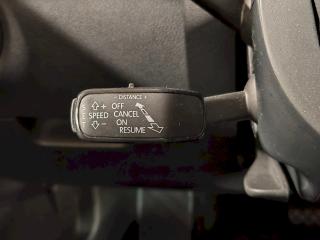 - DISTANCE +
+ OFF
SPEED CANCEL
- ON
RESUME